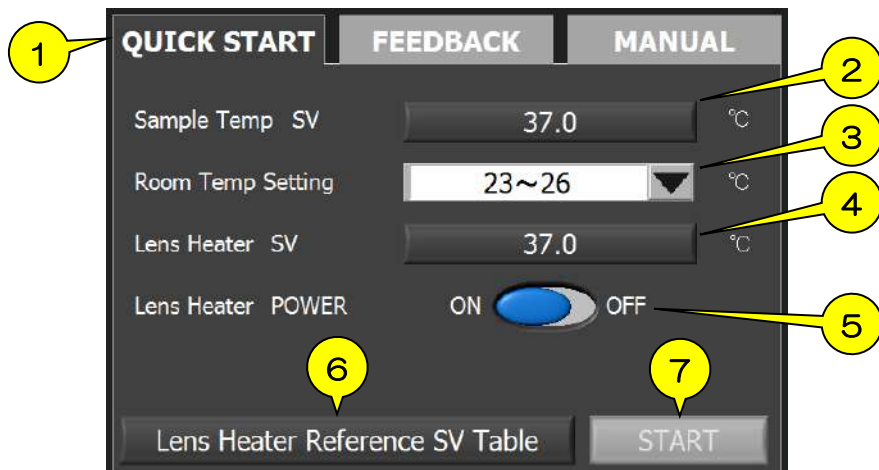 1 QUICK START FEEDBACK MANUAL
2
Sample Temp SV 37.0 ℃
3
Room Temp Setting 23~26 ℃
4
Lens Heater SV 37.0 ℃
Lens Heater POWER ON OFF
5
6 7
Lens Heater Reference SV Table START